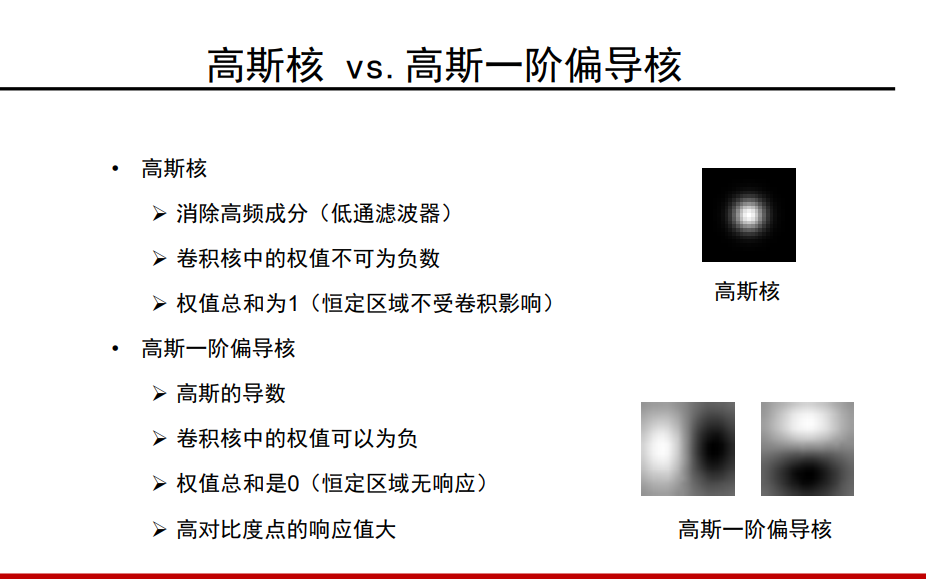 高斯核 vs.高斯一阶偏导核
• 高斯核
➢ 消除高频成分（低通滤波器）
➢ 卷积核中的权值不可为负数
➢ 权值总和为1（恒定区域不受卷积影响）
高斯核
• 高斯一阶偏导核
➢ 高斯的导数
➢ 卷积核中的权值可以为负
➢ 权值总和是0（恒定区域无响应）
➢ 高对比度点的响应值大
高斯一阶偏导核